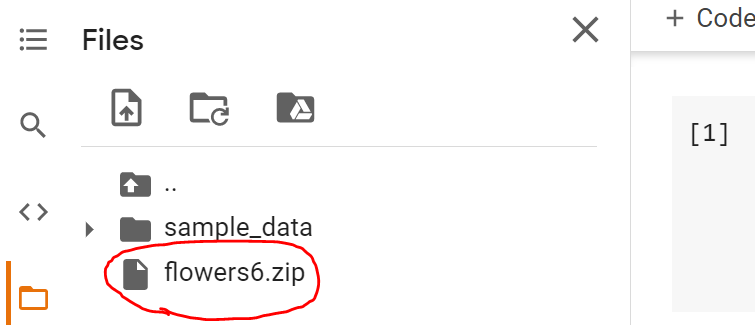 Files
+ Code
[1]
..
sample_data
flowers6.zip